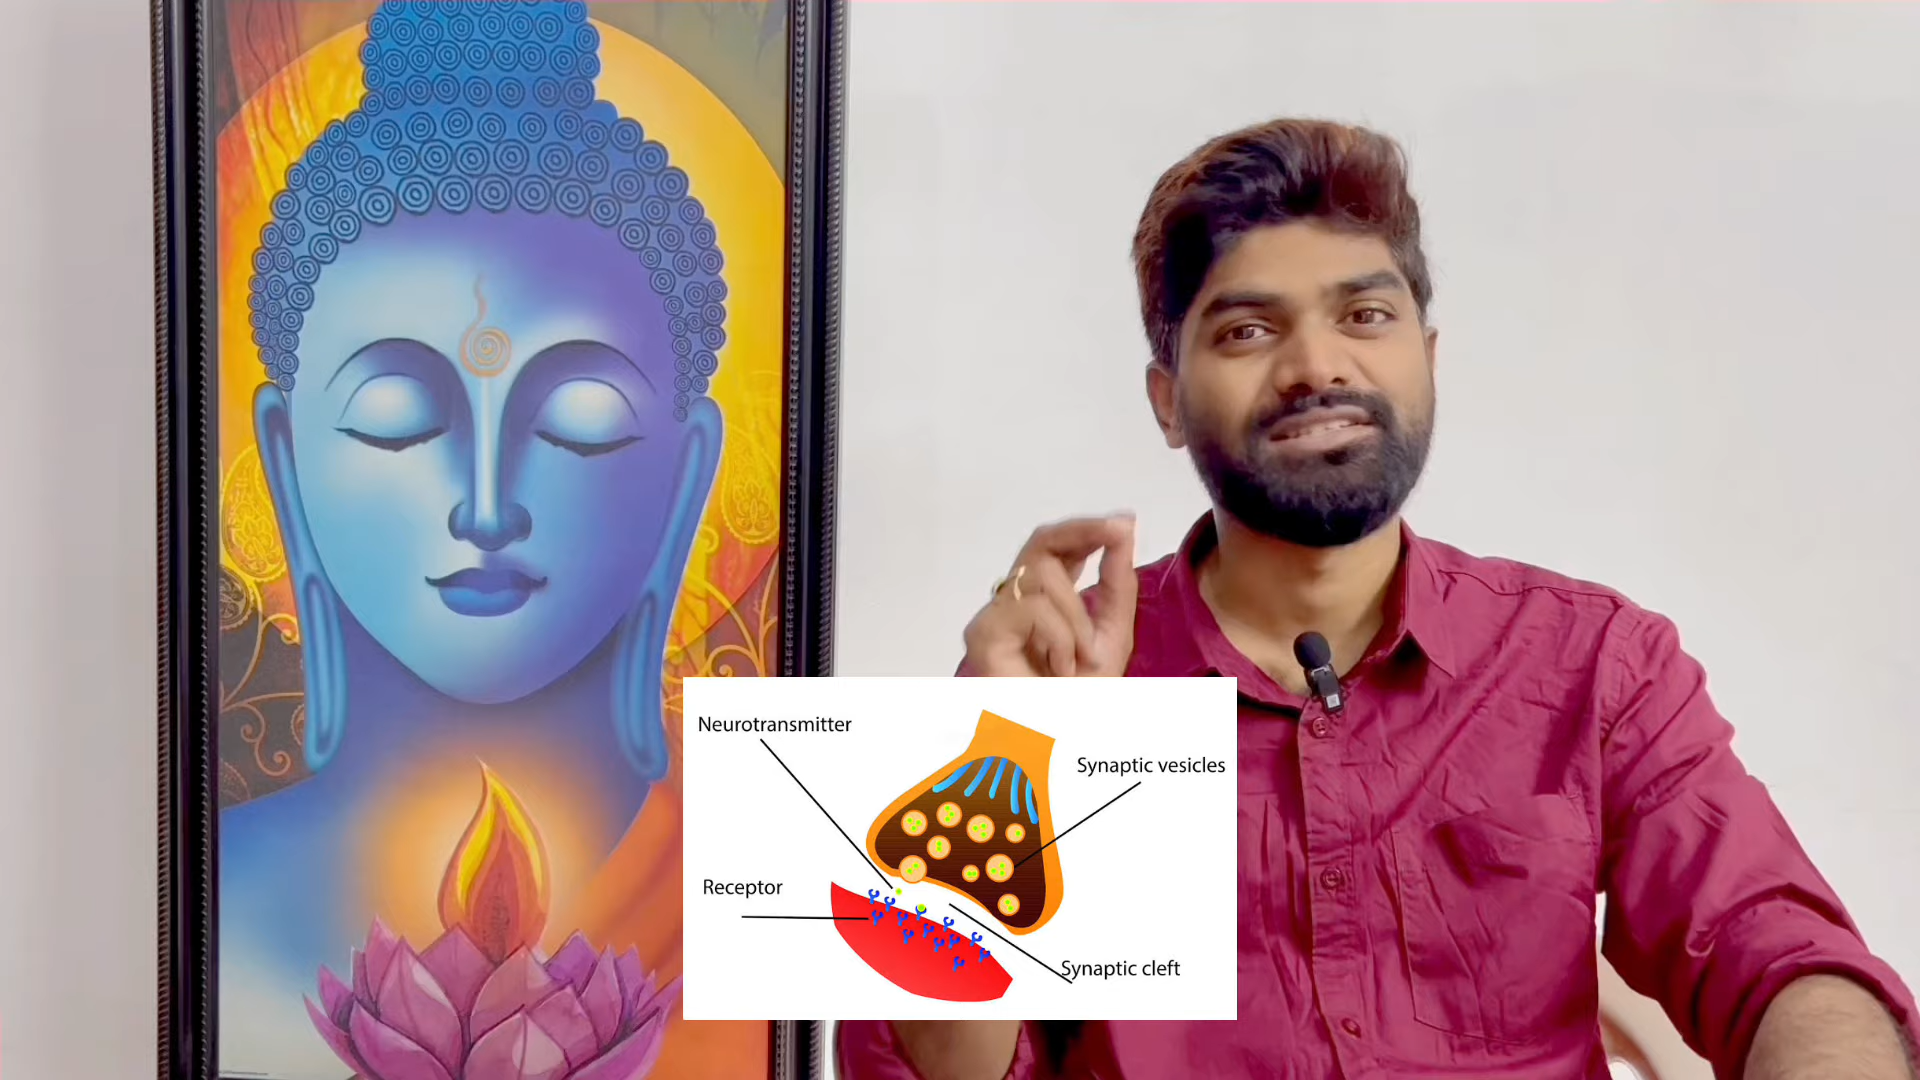 Neurotransmitter
Synaptic vesicles
Receptor
Synaptic cleft